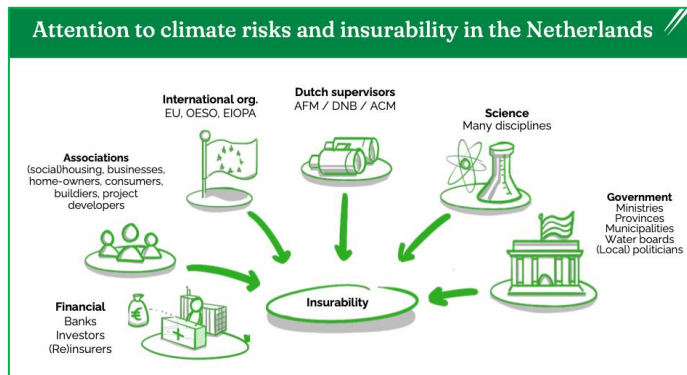 Attention to climate risks and insurability in the Netherlands
International org.
EU, OESO, EIOPA
Dutch supervisors
AFM / DNB / ACM
Science
Many disciplines
Associations
(social)housing, businesses,
home-owners, consumers,
buildiers, project
developers
Government
Ministries
Provinces
Municipalities
Water boards
(Local) politicians
Financial
Banks
Investors
(Re)insurers
€
Insurability